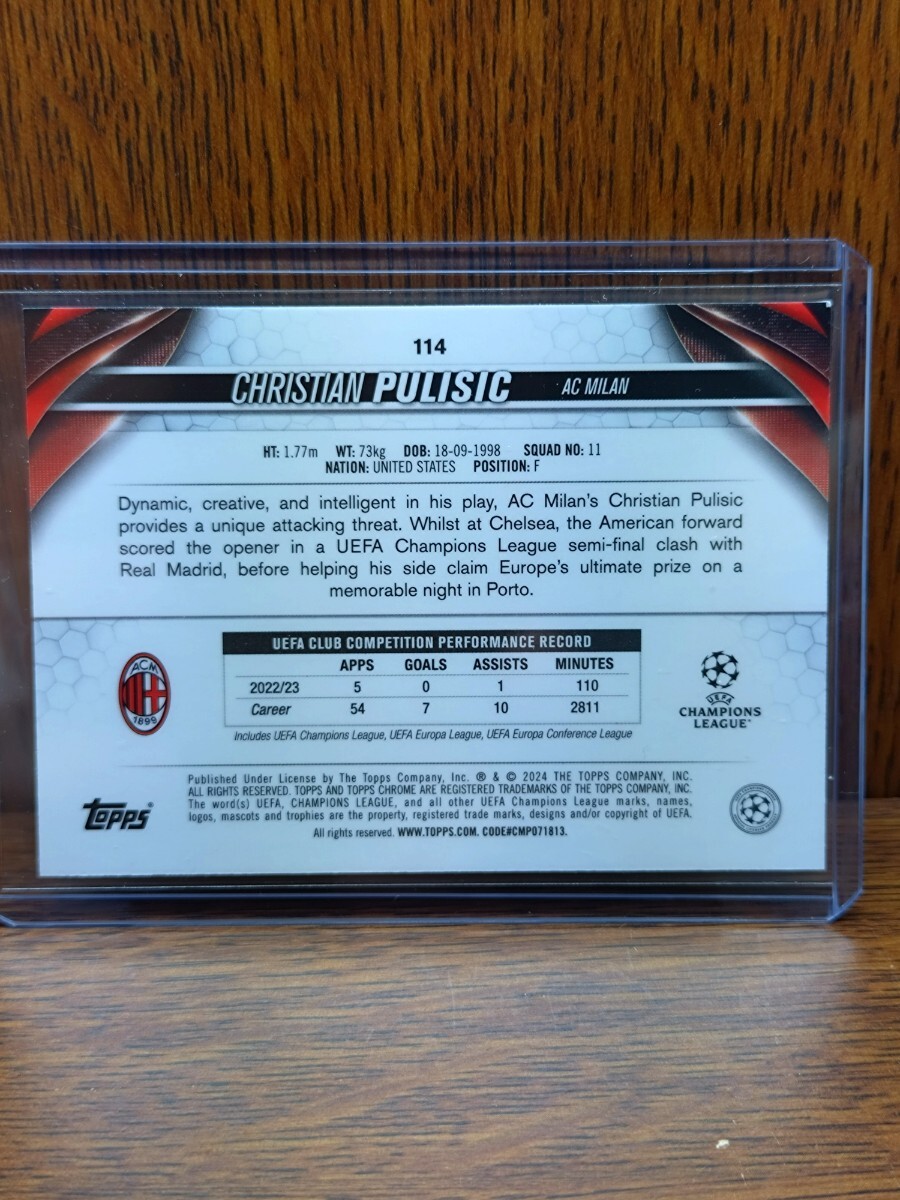 114
CHRISTIAN PULISIC AC MILAN
HT: 1.77m WT: 73kg DOB: 18-09-1998 SQUAD NO: 11
NATION: UNITED STATES POSITION: F
Dynamic, creative, and intelligent in his play, AC Milan's Christian Pulisic
provides a unique attacking threat. Whilst at Chelsea, the American forward
scored the opener in a UEFA Champions League semi-final clash with
Real Madrid, before helping his side claim Europe's ultimate prize on a
memorable night in Porto.
UEFA CLUB COMPETITION PERFORMANCE RECORD
APPS GOALS ASSISTS MINUTES
2022/23 5 0 1 110
Career 54 7 10 2811
Includes UEFA Champions League, UEFA Europa League, UEFA Europa Conference League
ACM
1899
UEFA
CHAMPIONS
LEAGUE
Published Under License by The Topps Company, Inc. ® & © 2024 THE TOPPS COMPANY, INC.
ALL RIGHTS RESERVED. TOPPS AND TOPPS CHROME ARE REGISTERED TRADEMARKS OF THE TOPPS COMPANY, INC.
The word(s) UEFA, CHAMPIONS LEAGUE, and all other UEFA Champions League marks, names,
logos, mascots and trophies are the property, registered trade marks, designs and/or copyright of UEFA.
All rights reserved. WWW.TOPPS.COM. CODE#CMP071813.
Topps®